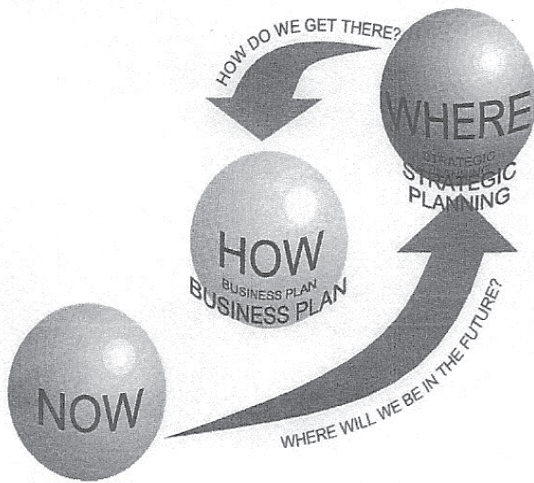 HOW DO WE GET THERE?
WHERE
STRATEGIC
STRATEGIC
PLANNING
HOW
BUSINESS PLAN
BUSINESS PLAN
NOW
WHERE WILL WE BE IN THE FUTURE?